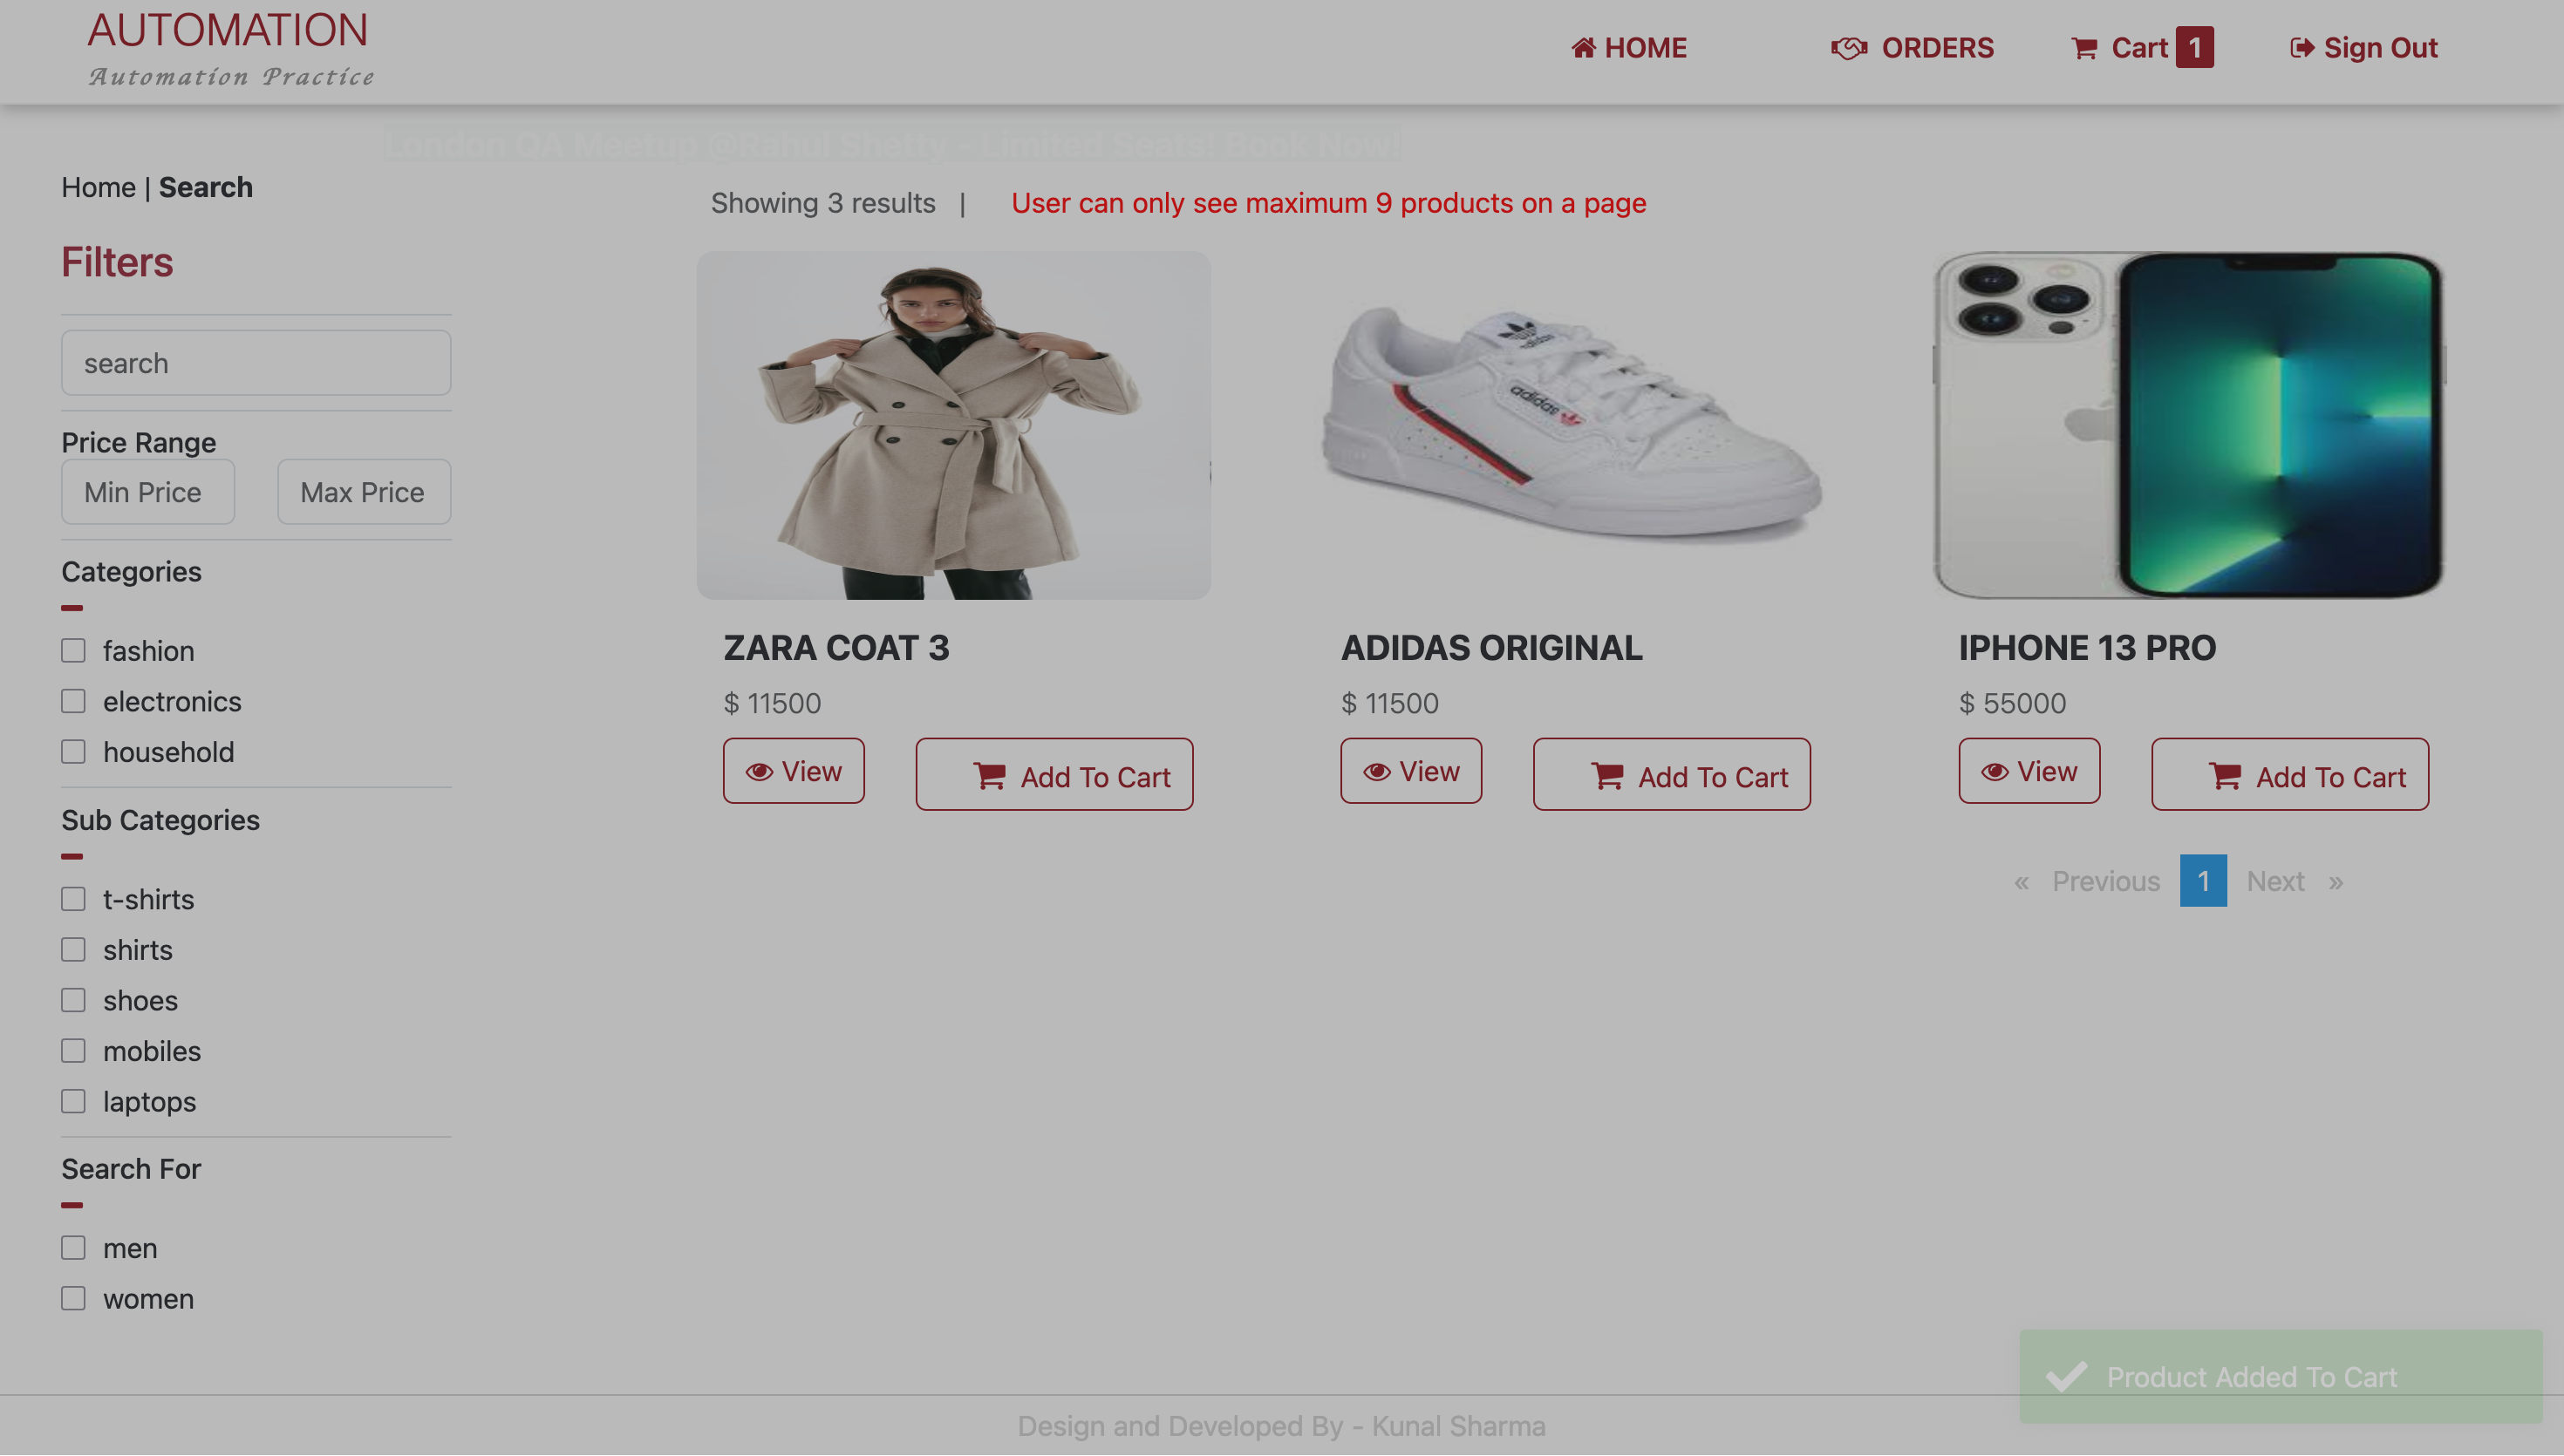 AUTOMATION
Automation Practice
HOME
ORDERS
Cart 1
Sign Out
London QA Meetup @Rahul Shetty - Limited Seats! Book Now!
Home | Search
Showing 3 results |
User can only see maximum 9 products on a page
Filters
search
Price Range
Min Price
Max Price
Categories
fashion
electronics
household
Sub Categories
t-shirts
shirts
shoes
mobiles
laptops
Search For
men
women
adidas
adidas
ZARA COAT 3
$ 11500
View
Add To Cart
ADIDAS ORIGINAL
$ 11500
View
Add To Cart
IPHONE 13 PRO
$ 55000
View
Add To Cart
« Previous 1 Next »
Product Added To Cart
Design and Developed By - Kunal Sharma